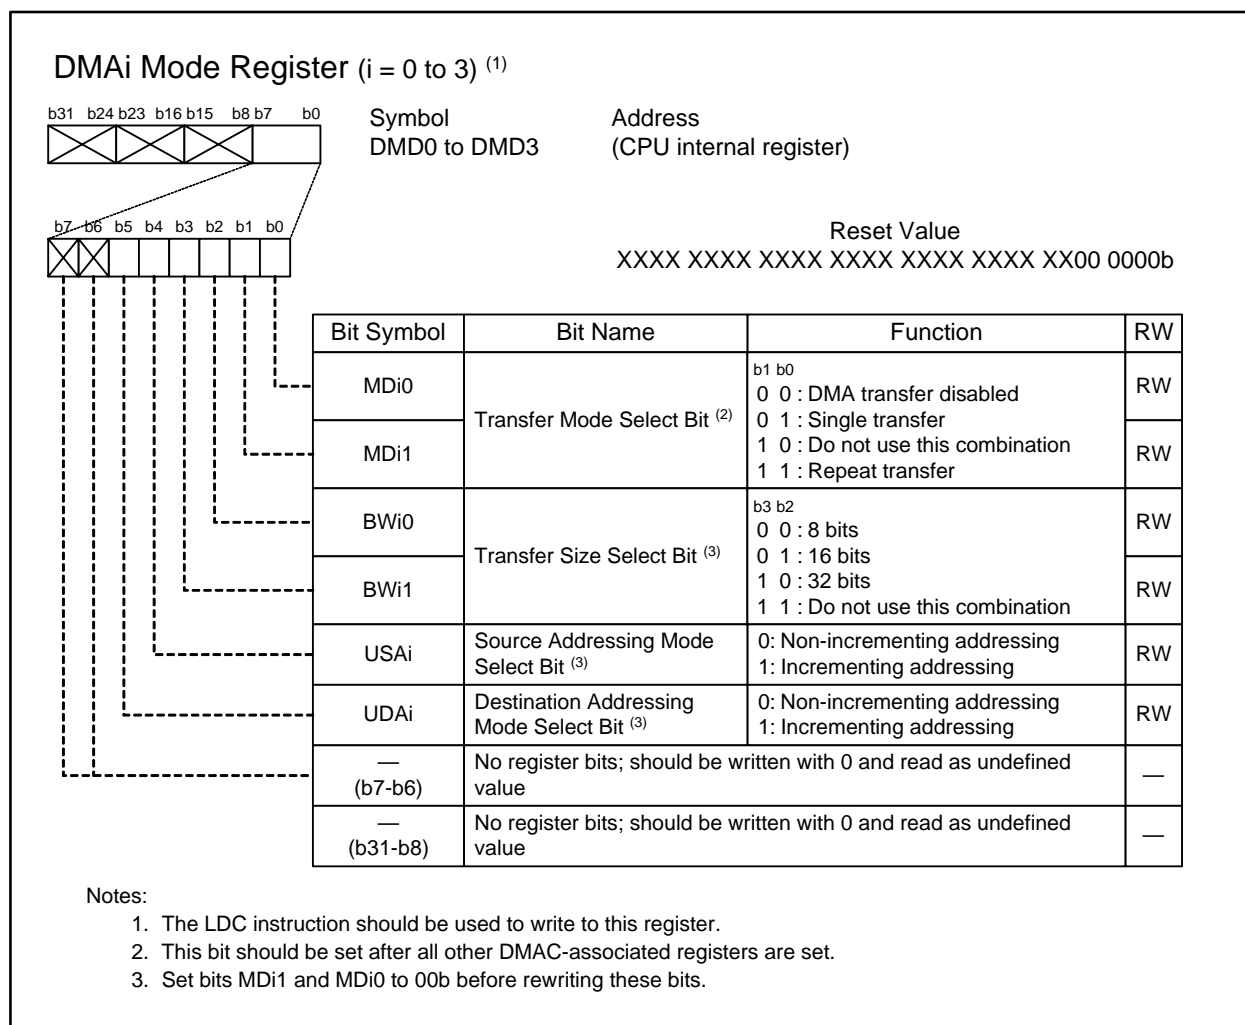 DMAi Mode Register (i = 0 to 3) (1)
b31 b24 b23 b16 b15 b8 b7 b0
Symbol Address
DMD0 to DMD3 (CPU internal register)
b7 b6 b5 b4 b3 b2 b1 b0
Reset Value
XXXX XXXX XXXX XXXX XXXX XXXX XX00 0000b
Bit Symbol Bit Name Function RW
MDi0
Transfer Mode Select Bit (2)
b1 b0
0 0 : DMA transfer disabled
0 1 : Single transfer
1 0 : Do not use this combination
1 1 : Repeat transfer
RW
MDi1
RW
BWi0
Transfer Size Select Bit (3)
b3 b2
0 0 : 8 bits
0 1 : 16 bits
1 0 : 32 bits
1 1 : Do not use this combination
RW
BWi1
RW
USAi
Source Addressing Mode
Select Bit (3)
0: Non-incrementing addressing
1: Incrementing addressing
RW
UDAi
Destination Addressing
Mode Select Bit (3)
0: Non-incrementing addressing
1: Incrementing addressing
RW
—
(b7-b6)
No register bits; should be written with 0 and read as undefined
value
—
—
(b31-b8)
No register bits; should be written with 0 and read as undefined
value
—
Notes:
1. The LDC instruction should be used to write to this register.
2. This bit should be set after all other DMAC-associated registers are set.
3. Set bits MDi1 and MDi0 to 00b before rewriting these bits.